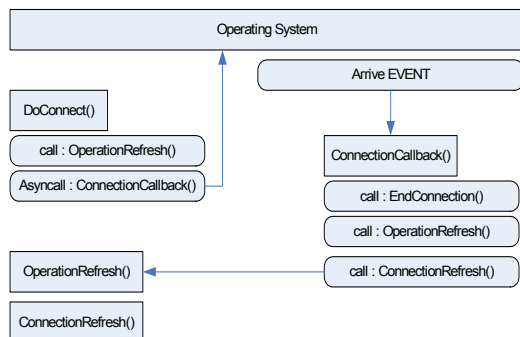 Operating System
Arrive EVENT
DoConnect()
call : OperationRefresh()
ConnectionCallback()
Asyncall : ConnectionCallback()
call : EndConnection()
call : OperationRefresh()
OperationRefresh()
call : ConnectionRefresh()
ConnectionRefresh()